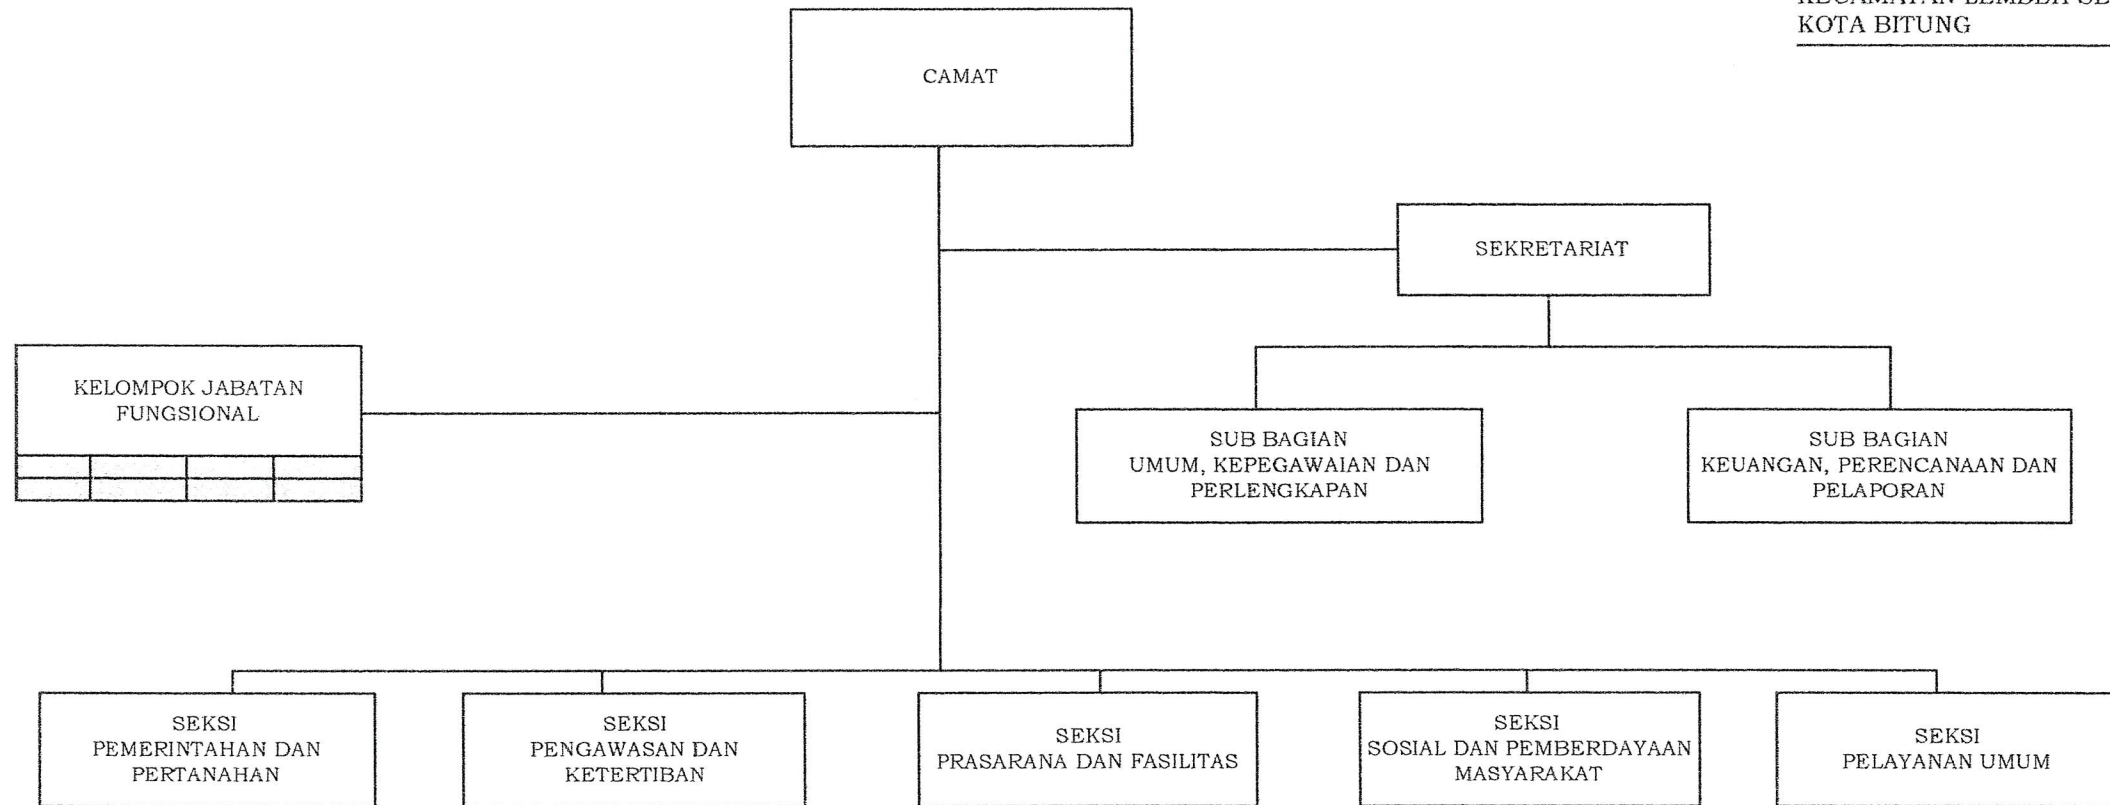 KOTA BITUNG
CAMAT
SEKRETARIAT
KELOMPOK JABATAN
FUNGSIONAL
SUB BAGIAN
UMUM, KEPEGAWAIAN DAN
PERLENGKAPAN
SUB BAGIAN
KEUANGAN, PERENCANAAN DAN
PELAPORAN
SEKSI
PEMERINTAHAN DAN
PERTANAHAN
SEKSI
PENGAWASAN DAN
KETERTIBAN
SEKSI
PRASARANA DAN FASILITAS
SEKSI
SOSIAL DAN PEMBERDAYAAN
MASYARAKAT
SEKSI
PELAYANAN UMUM